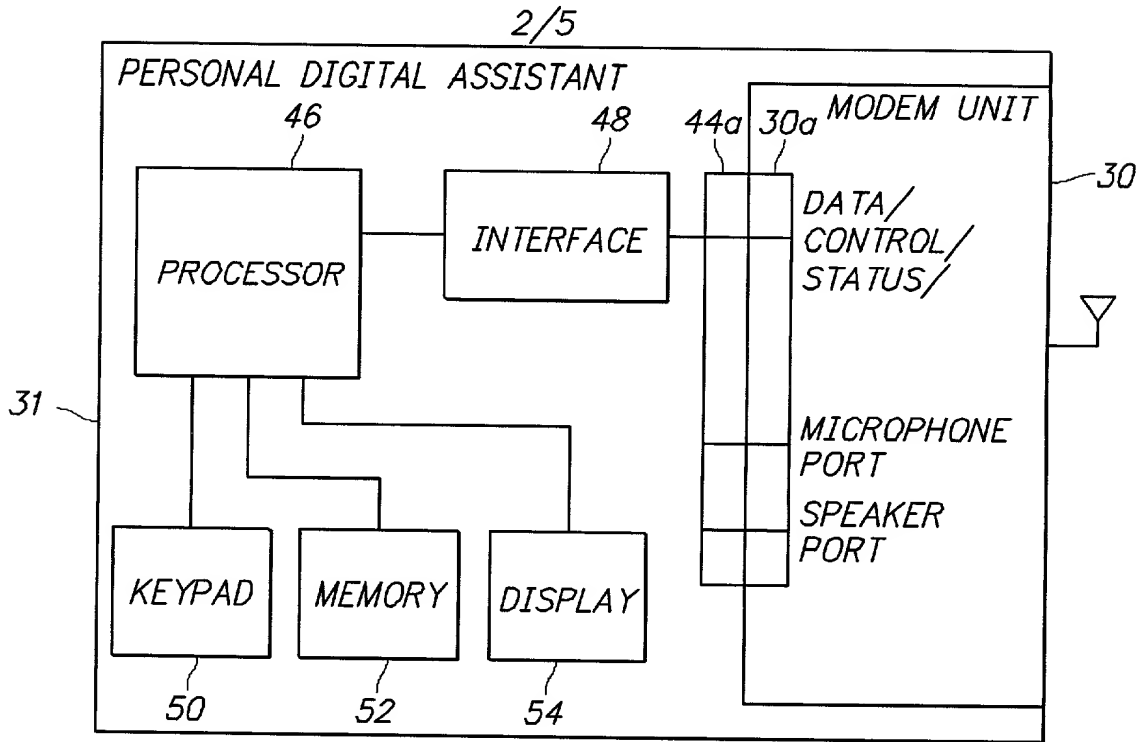 2/5
PERSONAL DIGITAL ASSISTANT
MODEM UNIT
46
48
44a
30a
30
PROCESSOR
INTERFACE
DATA/
CONTROL/
STATUS/
31
MICROPHONE
PORT
SPEAKER
PORT
KEYPAD
MEMORY
DISPLAY
50
52
54